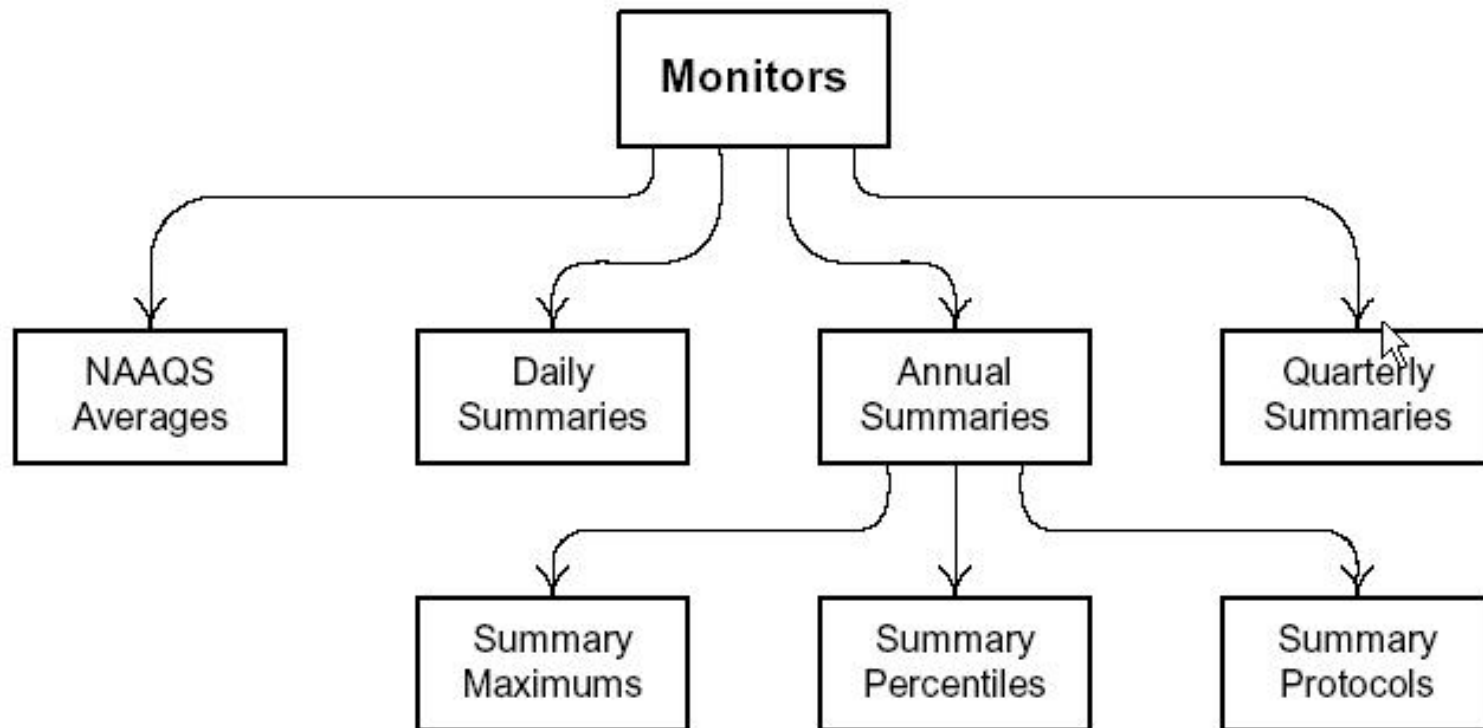 Monitors
NAAQS
Averages
Daily
Summaries
Annual
Summaries
Quarterly
Summaries
Summary
Maximums
Summary
Percentiles
Summary
Protocols